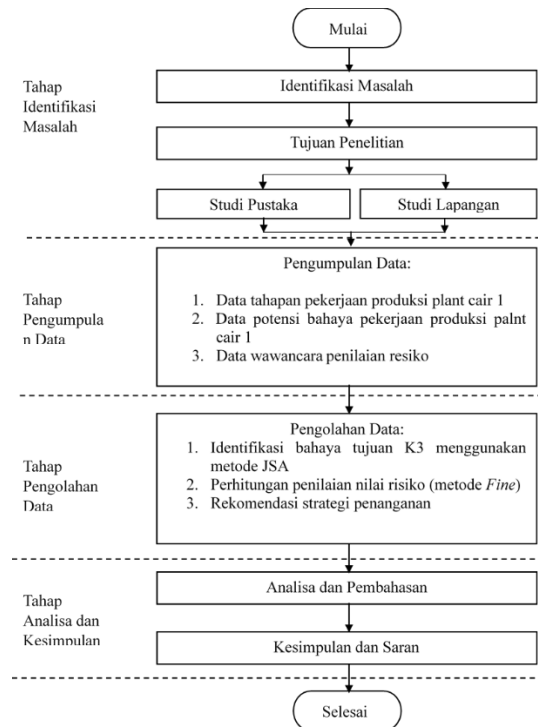 Mulai
Tahap
Identifikasi
Masalah
Identifikasi Masalah
Tujuan Penelitian
Studi Pustaka
Studi Lapangan
Tahap
Pengumpula
n Data
Pengumpulan Data:
1. Data tahapan pekerjaan produksi plant cair 1
2. Data potensi bahaya pekerjaan produksi palnt
cair 1
3. Data wawancara penilaian resiko
Tahap
Pengolahan
Data
Pengolahan Data:
1. Identifikasi bahaya tujuan K3 menggunakan
metode JSA
2. Perhitungan penilaian nilai risiko (metode Fine)
3. Rekomendasi strategi penanganan
Tahap
Analisa dan
Kesimpulan
Analisa dan Pembahasan
Kesimpulan dan Saran
Selesai